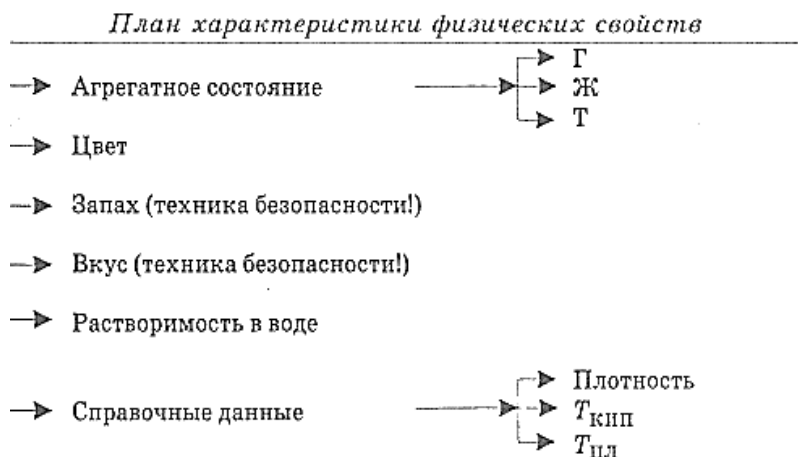 План характеристики физических свойств
Агрегатное состояние
Г
Ж
Т
Цвет
Запах (техника безопасности!)
Вкус (техника безопасности!)
Растворимость в воде
Справочные данные
Плотность
Tкип
Tпл